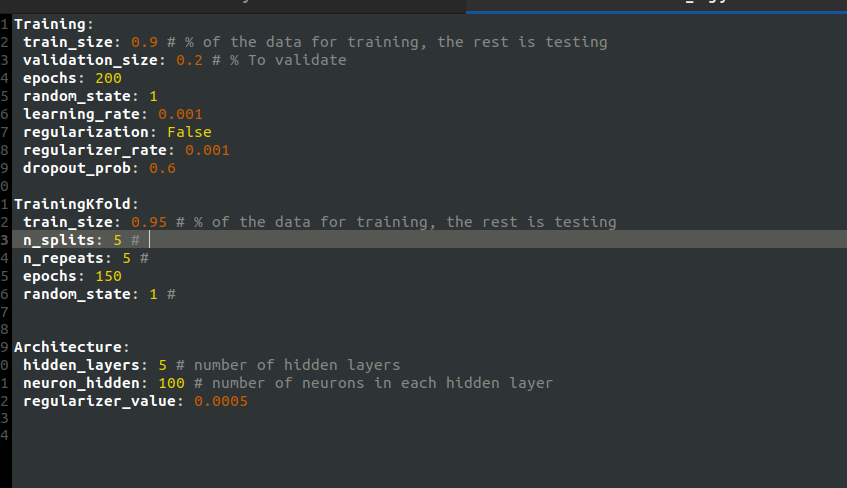 1 Training:
2 train_size: 0.9 # % of the data for training, the rest is testing
3 validation_size: 0.2 # % To validate
4 epochs: 200
5 random_state: 1
6 learning_rate: 0.001
7 regularization: False
8 regularizer_rate: 0.001
9 dropout_prob: 0.6
0
1 TrainingKfold:
2 train_size: 0.95 # % of the data for training, the rest is testing
3 n_splits: 5 #
4 n_repeats: 5 #
5 epochs: 150
6 random_state: 1 #
7
8
9 Architecture:
0 hidden_layers: 5 # number of hidden layers
1 neuron_hidden: 100 # number of neurons in each hidden layer
2 regularizer_value: 0.0005
3
4